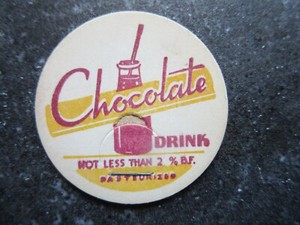 Chocolate
DRINK
NOT LESS THAN 2 % B.F.
PASTEURIZED